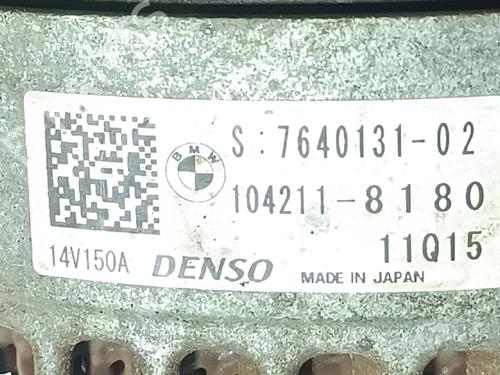 BMW
S:7640131-02
104211-8180
11Q15
14V150A DENSO MADE IN JAPAN